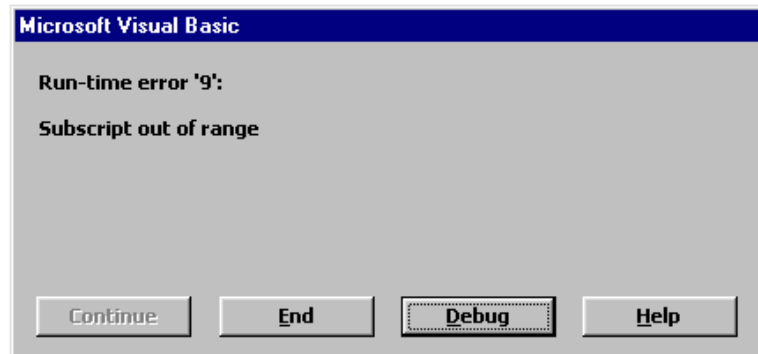 Microsoft Visual Basic
Run-time error '9':
Subscript out of range
Continue End Debug Help